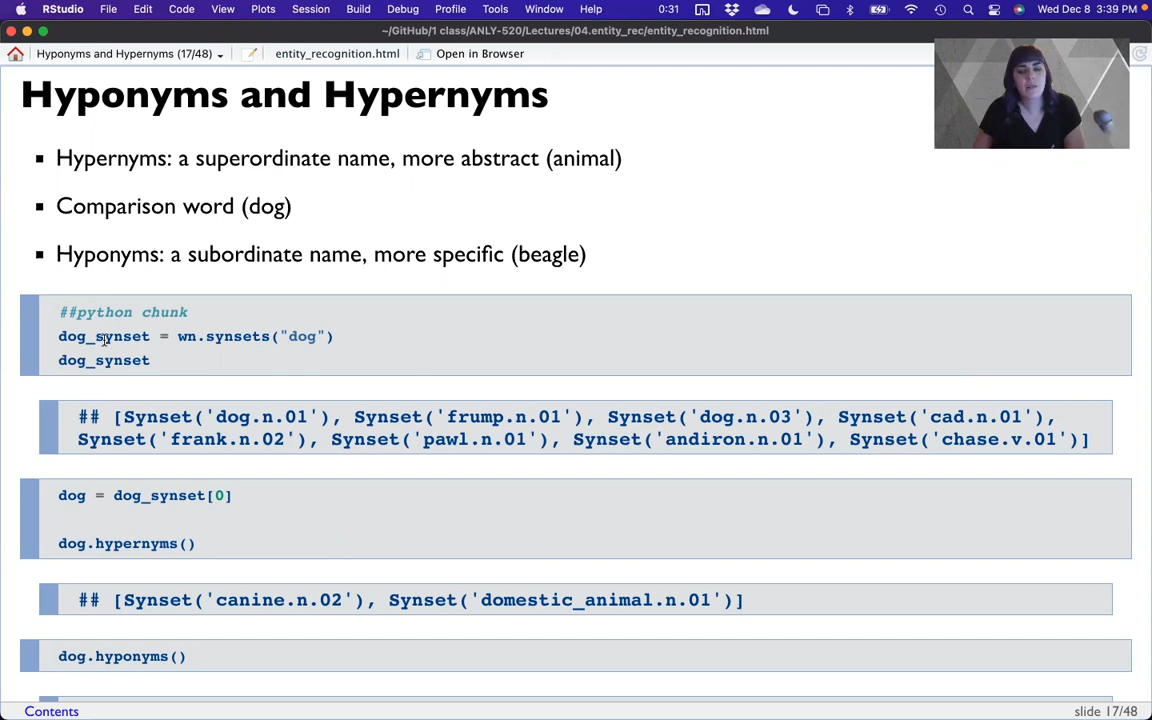 RStudio File Edit Code View Plots Session Build Debug Profile Tools Window Help 0:31 Wed Dec 8 3:39 PM
~/GitHub/1 class/ANLY-520/Lectures/04.entity_rec/entity_recognition.html
Hyponyms and Hypernyms (17/48) entity_recognition.html Open in Browser
Hyponyms and Hypernyms
Hypernyms: a superordinate name, more abstract (animal)
Comparison word (dog)
Hyponyms: a subordinate name, more specific (beagle)
##python chunk
dog_synset = wn.synsets("dog")
dog_synset
## [Synset('dog.n.01'), Synset('frump.n.01'), Synset('dog.n.03'), Synset('cad.n.01'),
Synset('frank.n.02'), Synset('pawl.n.01'), Synset('andiron.n.01'), Synset('chase.v.01')]
dog = dog_synset[0]
dog.hypernyms()
## [Synset('canine.n.02'), Synset('domestic_animal.n.01')]
dog.hyponyms()
Contents
slide 17/48